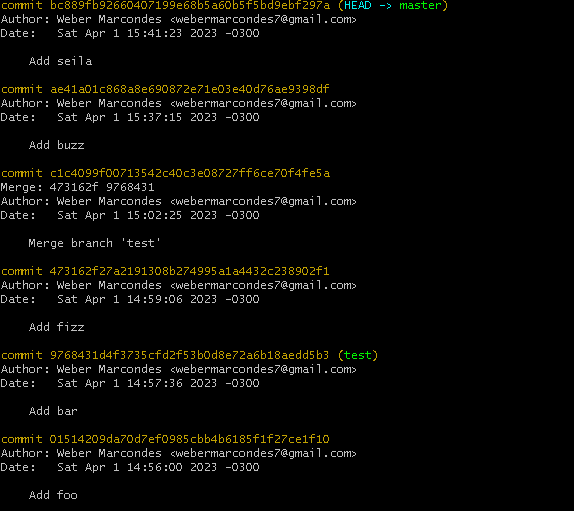 commit bc889fb92660407199e68b5a60b5f5bd9ebf297a (HEAD -> master)
Author: Weber Marcondes <webermarcondes7@gmail.com>
Date:   Sat Apr 1 15:41:23 2023 -0300
    Add seila
commit ae41a01c868a8e690872e71e03e40d76ae9398df
Author: Weber Marcondes <webermarcondes7@gmail.com>
Date:   Sat Apr 1 15:37:15 2023 -0300
    Add buzz
commit c1c4099f00713542c40c3e08727ff6ce70f4fe5a
Merge: 473162f 9768431
Author: Weber Marcondes <webermarcondes7@gmail.com>
Date:   Sat Apr 1 15:02:25 2023 -0300
    Merge branch 'test'
commit 473162f27a2191308b274995a1a4432c238902f1
Author: Weber Marcondes <webermarcondes7@gmail.com>
Date:   Sat Apr 1 14:59:06 2023 -0300
    Add fizz
commit 9768431d4f3735cfd2f53b0d8e72a6b18aedd5b3 (test)
Author: Weber Marcondes <webermarcondes7@gmail.com>
Date:   Sat Apr 1 14:57:36 2023 -0300
    Add bar
commit 01514209da70d7ef0985cbb4b6185f1f27ce1f10
Author: Weber Marcondes <webermarcondes7@gmail.com>
Date:   Sat Apr 1 14:56:00 2023 -0300
    Add foo